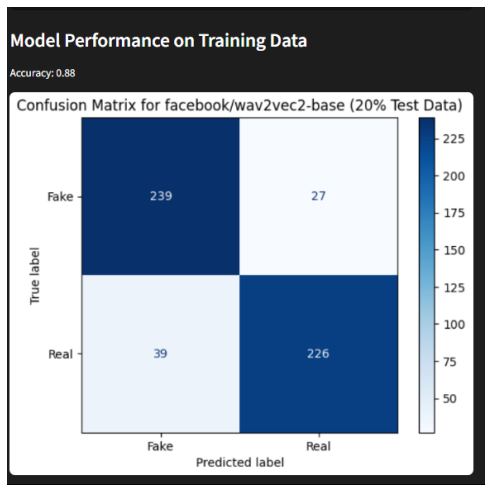 Model Performance on Training Data
Accuracy: 0.88
Confusion Matrix for facebook/wav2vec2-base (20% Test Data)
Fake
239
27
Real
39
226
Fake
Real
Predicted label
True label
225
200
175
150
125
100
75
50